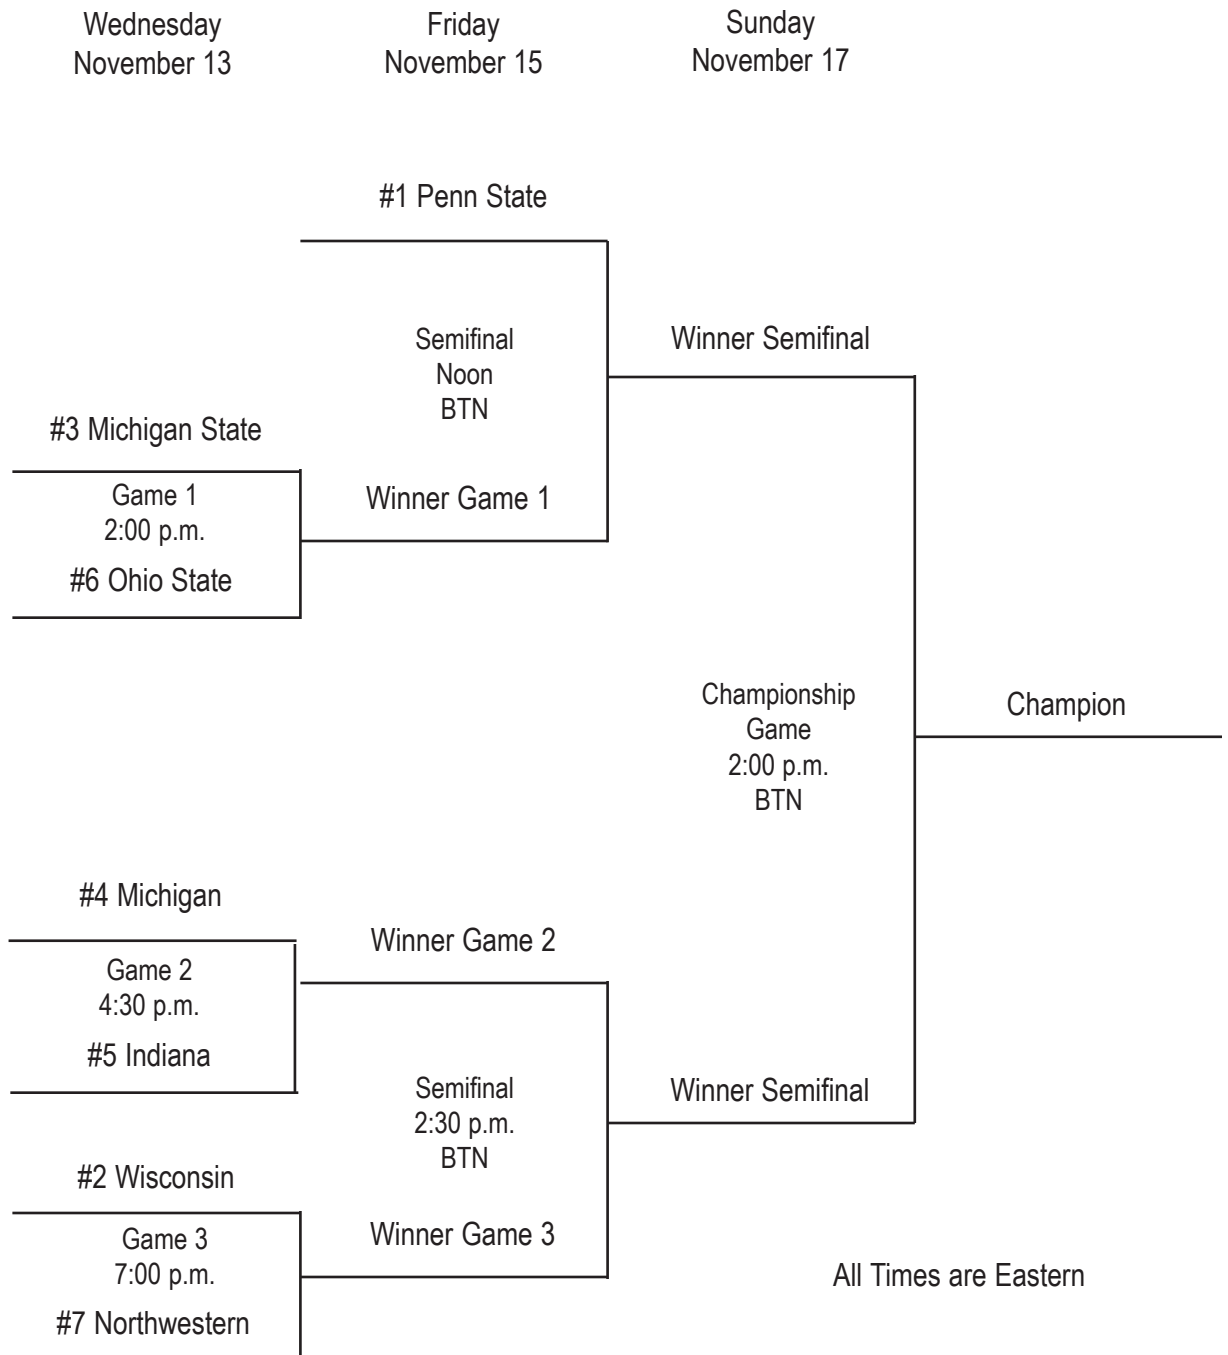 Wednesday
November 13
Friday
November 15
Sunday
November 17
#1 Penn State
Semifinal
Noon
BTN
Winner Semifinal
#3 Michigan State
Game 1
2:00 p.m.
#6 Ohio State
Winner Game 1
Championship
Game
2:00 p.m.
BTN
Champion
#4 Michigan
Game 2
4:30 p.m.
#5 Indiana
Winner Game 2
Semifinal
2:30 p.m.
BTN
Winner Semifinal
#2 Wisconsin
Game 3
7:00 p.m.
#7 Northwestern
Winner Game 3
All Times are Eastern